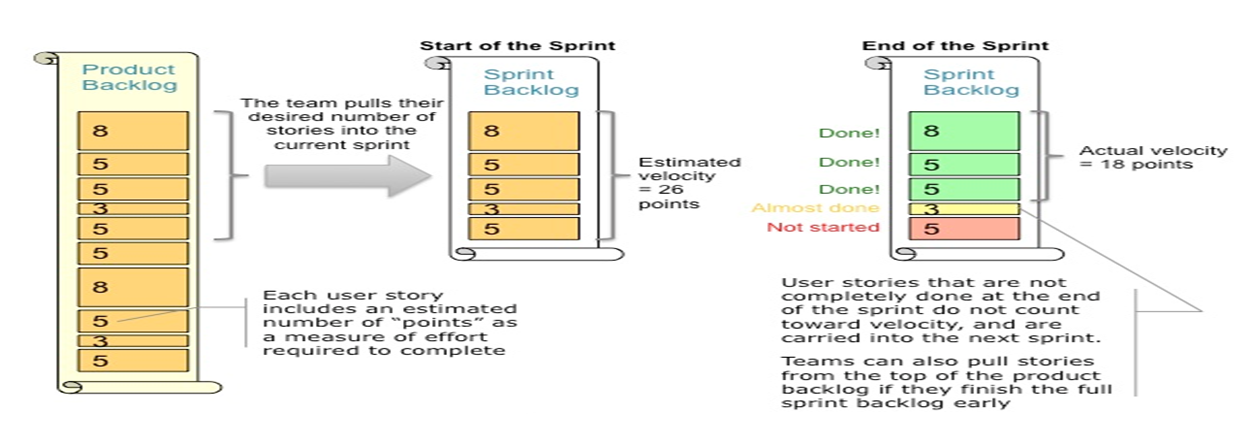 Product
Backlog
8
5
5
3
5
5
8
5
3
5
The team pulls their
desired number of
stories into the
current sprint
Each user story
includes an estimated
number of “points” as
a measure of effort
required to complete
Start of the Sprint
Sprint
Backlog
8
5
5
3
5
Estimated
velocity
= 26
points
End of the Sprint
Sprint
Backlog
Done! 8
Done! 5
Done! 5
Almost done 3
Not started 5
Actual velocity
= 18 points
User stories that are not
completely done at the end
of the sprint do not count
toward velocity, and are
carried into the next sprint.
Teams can also pull stories
from the top of the product
backlog if they finish the full
sprint backlog early